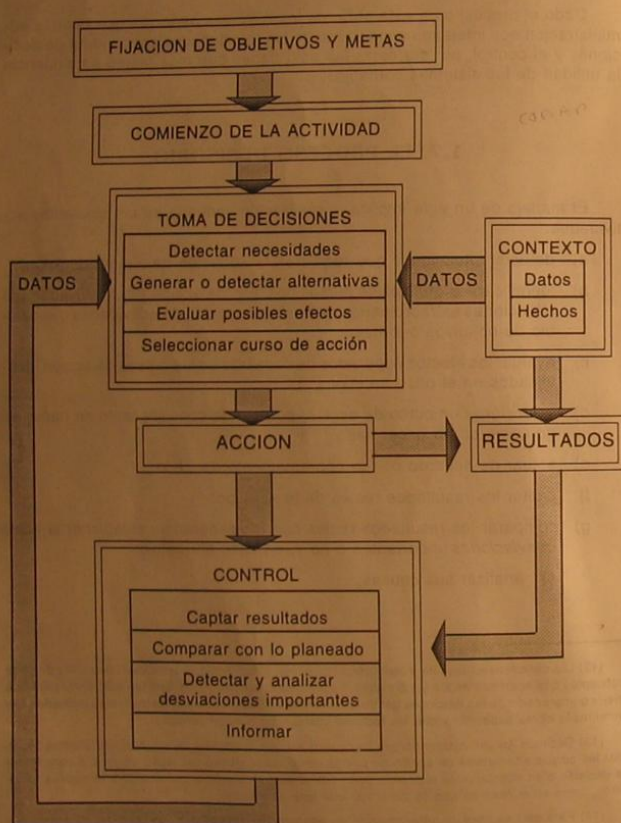 FIJACION DE OBJETIVOS Y METAS
COMIENZO DE LA ACTIVIDAD
TOMA DE DECISIONES
Detectar necesidades
Generar o detectar alternativas
Evaluar posibles efectos
Seleccionar curso de acción
DATOS
DATOS
CONTEXTO
Datos
Hechos
ACCION
RESULTADOS
CONTROL
Captar resultados
Comparar con lo planeado
Detectar y analizar
desviaciones importantes
Informar